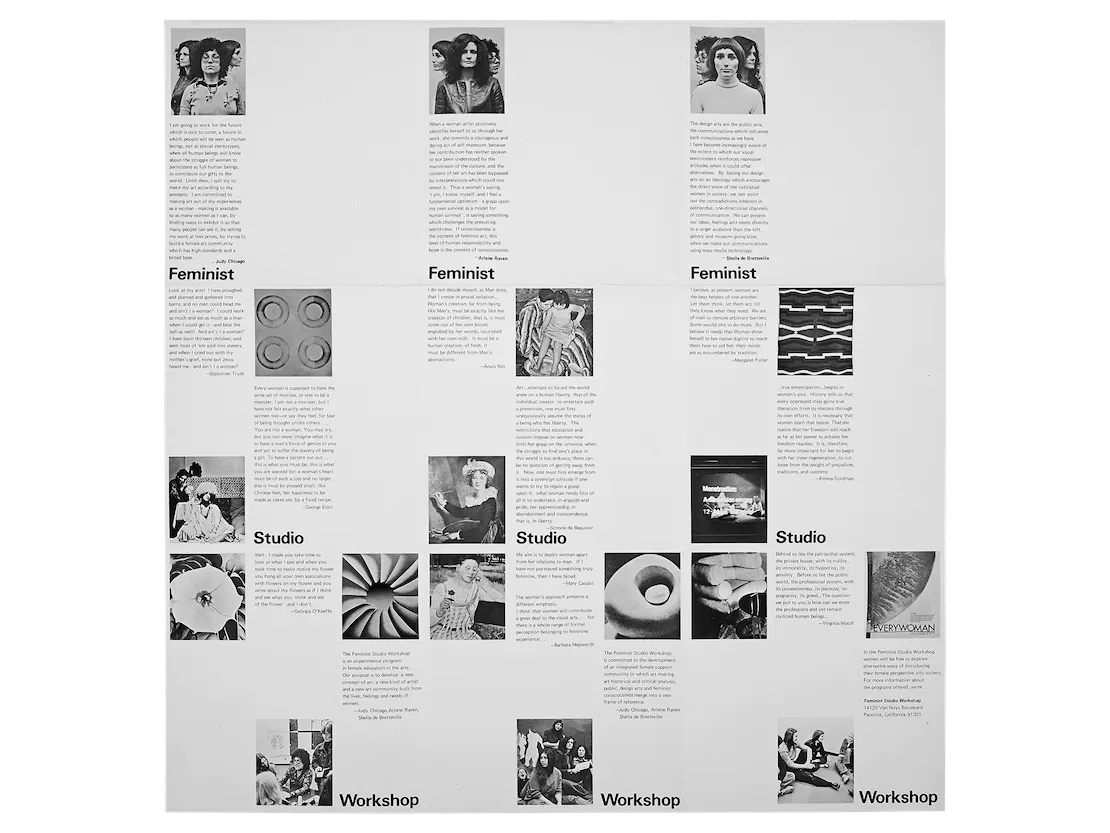 I am going to work for the future
which is sure to come, a future in
which people will be seen as human
beings, not as sexual stereotypes,
when all human beings will know
about the struggle of women to
participate as full human beings,
to contribute our gifts to the
world. Until then, I will try to
make my art according to my
precepts. I am committed to
making art out of my experiences
as a woman - making it available
to as many women as I can, by
finding ways to exhibit it so that
many people can see it, by selling
my work at low prices, by trying to
build a female art community
which has high standards and a
broad base.
— Judy Chicago
Feminist
When a woman artist positively
identifies herself to us through her
work, she commits a courageous and
daring act of self exposure, because
her contribution has neither spoken
to nor been understood by the
mainstream of the culture, and the
content of her art has been bypassed
by interpretations which could not
reveal it. Thus a woman's saying,
'I am, I know myself, and I feel a
fundamental optimism - a grasp upon
my own survival as a model for
human survival', is saying something
which challenges the prevailing
world view. If consciousness is
the content of feminist art, this
level of human responsibility and
hope is the content of consciousness.
—Arlene Raven
Feminist
The design arts are the public arts,
the communications which influence
each consciousness as we have
I have become increasingly aware of
the extent to which our visual
environment reinforces repressive
attitudes when it could offer
alternatives. By basing our design
arts on an ideology which encourages
the direct voice of the individual
women in society, we can point
out the contradictions inherent in
patriarchal, one-directional channels
of communication. We can present
our ideas, feelings and needs directly
to a larger audience than the loft,
gallery and museum going elite,
when we make our communications
using mass media technology.
— Sheila de Bretteville
Feminist
Look at my arm! I have ploughed
and planted and gathered into
barns, and no man could head me
and ain't I a woman? I could work
as much and eat as much as a man -
when I could get it - and bear the
lash as well! And ain't I a woman?
I have born thirteen children, and
seen most of 'em sold into slavery,
and when I cried out with my
mother's grief, none but Jesus
heard me - and ain't I a woman?
—Sojourner Truth
Every woman is supposed to have the
same set of motives, or else to be a
monster. I am not a monster, but I
have not felt exactly what other
women feel—or say they feel, for fear
of being thought unlike others . . .
You are not a woman. You may try,
but you can never imagine what it is
to have a man's force of genius in you
and yet to suffer the slavery of being
a girl. To have a pattern cut out . . .
this is what you must be; this is what
you are wanted for; a woman's heart
must be of such a size and no larger,
else it must be pressed small, like
Chinese feet; her happiness to be
made as cakes are, by a fixed recipe.
—George Eliot
Studio
I do not delude myself, as Man does,
that I create in proud isolation...
Woman's creation, far from being
like Man's, must be exactly like her
creation of children, that is, it must
come out of her own blood,
englobed by her womb, nourished
with her own milk. It must be a
human creation, of flesh, it
must be different from Man's
abstractions.
—Anaïs Nin
Art...attempts to found the world
anew on a human liberty: that of the
individual creator; to entertain such
a pretension, one must first
unequivocally assume the status of
a being who has liberty. The
restrictions that education and
custom impose on women now
limit her grasp on the universe; when
the struggle to find one's place in
this world is too arduous, there can
be no question of getting away from
it. Now, one must first emerge from
it into a sovereign solitude if one
wants to try to regain a grasp
upon it: what woman needs first of
all is to undertake, in anguish and
pride, her apprenticeship in
abandonment and transcendence
that is, in liberty.
—Simone de Beauvoir
Studio
I believe, at present, women are
the best helpers of one another.
Let them think, let them act, till
they know what they need. We ask
of men to remove arbitrary barriers.
Some would like to do more. But I
believe it needs that Woman show
herself in her native dignity to teach
them how to aid her; their minds
are so encumbered by tradition.
—Margaret Fuller
Menstruation:
...true emancipation...begins in
woman's soul. History tells us that
every oppressed class gains true
liberation from its masters through
its own efforts. It is necessary that
woman learn that lesson. That she
realize that her freedom will reach
as far as her power to achieve her
freedom reaches. It is, therefore,
far more important for her to begin
with her inner regeneration, to cut
loose from the weight of prejudices,
traditions, and customs.
—Emma Goldman
Studio
Well - I made you take time to
look at what I saw and when you
took time to really notice my flower
you hung all your own associations
with flowers on my flower and you
write about my flowers as if I think
and see what you think and see
of the flower - and I don't.
—Georgia O'Keeffe
The Feminist Studio Workshop
is an experimental program
in female education in the arts.
Our purpose is to develop a new
concept of art, a new kind of artist
and a new art community built from
the lives, feelings and needs of
women.
—Judy Chicago, Arlene Raven,
Sheila de Bretteville
Workshop
My aim is to depict woman apart
from her relations to man. If I
have not portrayed something truly
feminine, then I have failed.
—Mary Cassatt
The woman's approach presents a
different emphasis.
I think that women will contribute
a great deal to the visual arts . . . for
there is a whole range of formal
perception belonging to feminine
experience . . .
—Barbara Hepworth
The Feminist Studio Workshop
is committed to the development
of an integrated female support
community in which art making,
art historical and critical analysis,
public, design arts and feminist
consciousness merge into a new
frame of reference.
—Judy Chicago, Arlene Raven
Sheila de Bretteville
Workshop
Behind us lies the patriarchal system;
the private house, with its nullity,
its immorality, its hypocrisy, its
servility. Before us lies the public
world, the professional system, with
its possessiveness, its jealousy, its
pugnacity, its greed...The question
we put to you is how can we enter
the professions and yet remain
civilized human beings...
—Virginia Woolf
EVERYWOMAN
In the Feminist Studio Workshop
women will be free to explore
alternative ways of introducing
their female perspective into society.
For more information about
the programs offered, write:
Feminist Studio Workshop
14120 Van Nuys Boulevard
Pacoima, California 91331
Workshop